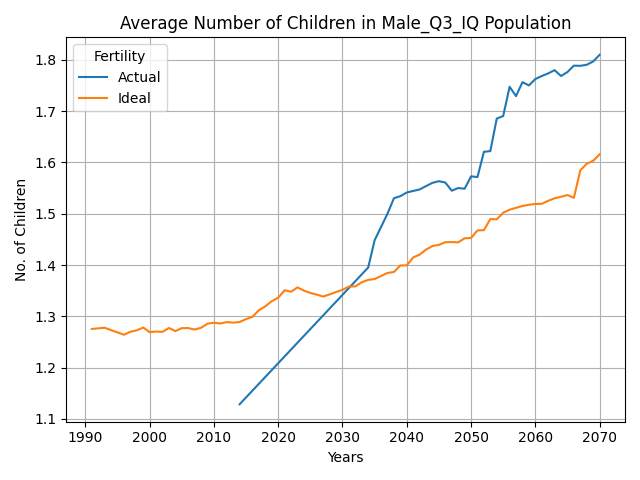 Average Number of Children in Male_Q3_IQ Population
Fertility
Actual
Ideal
No. of Children
1.8
1.7
1.6
1.5
1.4
1.3
1.2
1.1
1990 2000 2010 2020 2030 2040 2050 2060 2070
Years